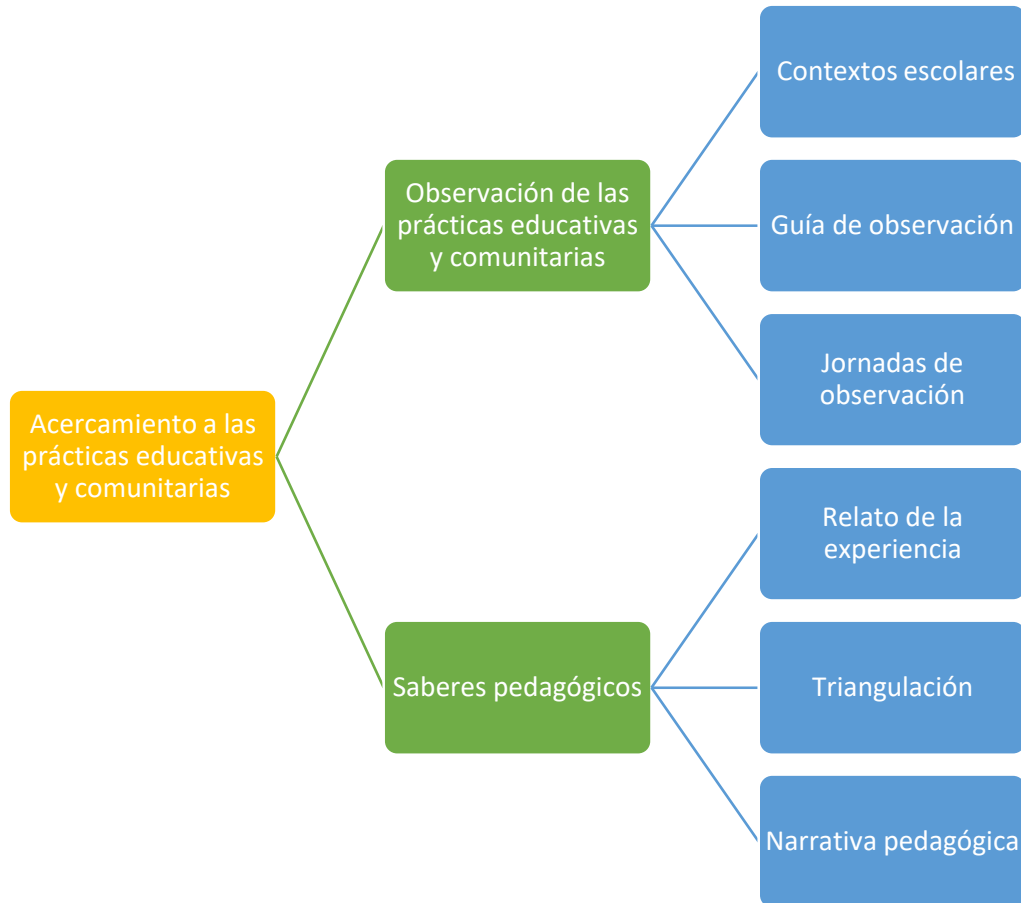 Acercamiento a las
prácticas educativas
y comunitarias
Observación de las
prácticas educativas
y comunitarias
Contextos escolares
Guía de observación
Jornadas de
observación
Saberes pedagógicos
Relato de la
experiencia
Triangulación
Narrativa pedagógica